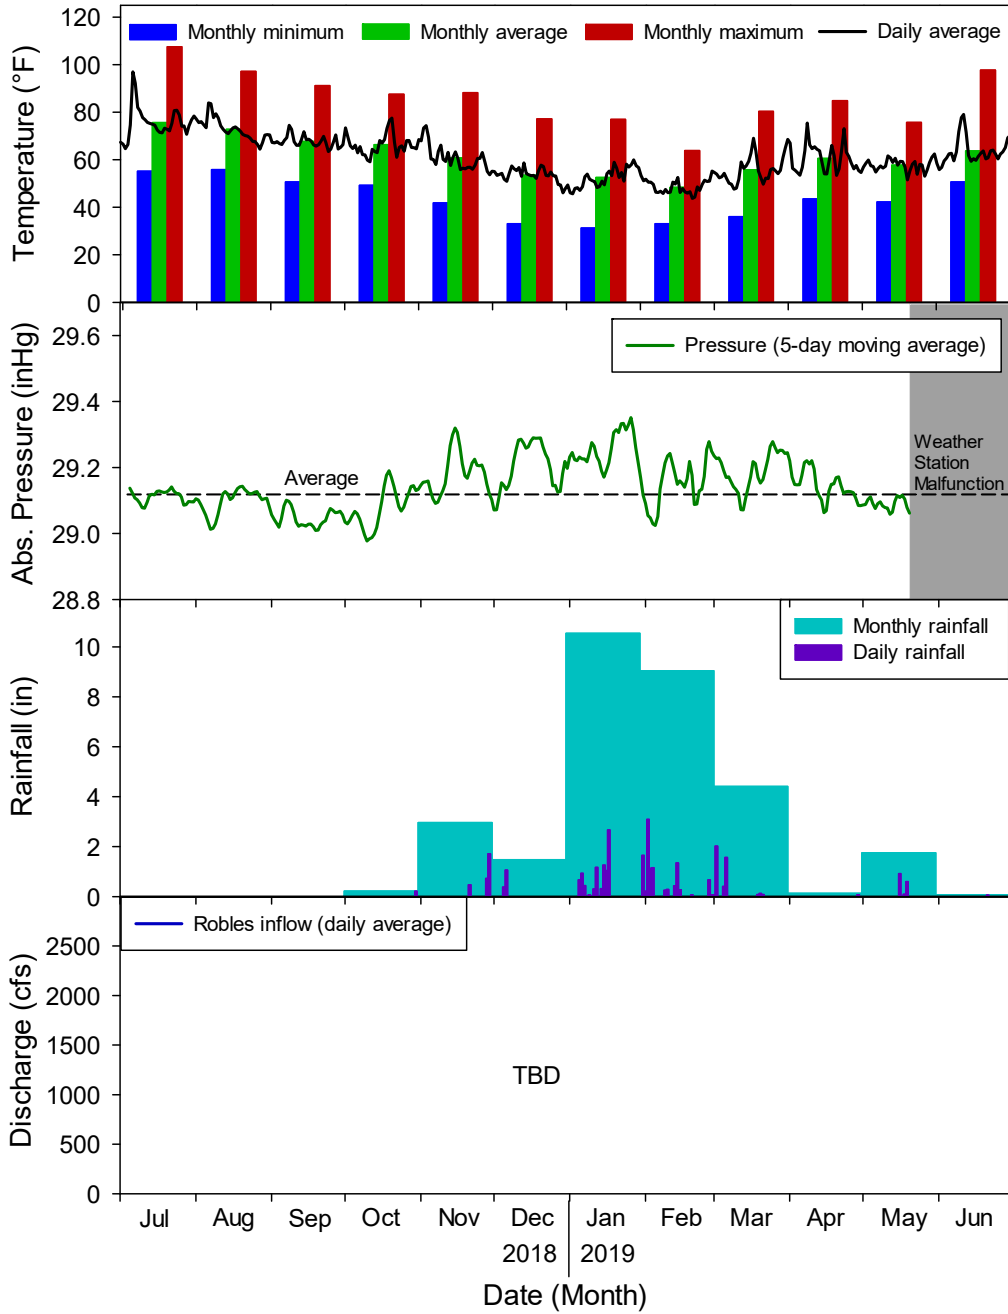 120
100
80
60
40
20
0
Temperature (°F)
Monthly minimum Monthly average Monthly maximum Daily average
29.6
29.4
29.2
29.0
28.8
Abs. Pressure (inHg)
Pressure (5-day moving average)
Average
Weather
Station
Malfunction
10
8
6
4
2
0
Rainfall (in)
Monthly rainfall
Daily rainfall
2500
2000
1500
1000
500
0
Discharge (cfs)
Robles inflow (daily average)
TBD
Jul Aug Sep Oct Nov Dec Jan Feb Mar Apr May Jun
2018 2019
Date (Month)